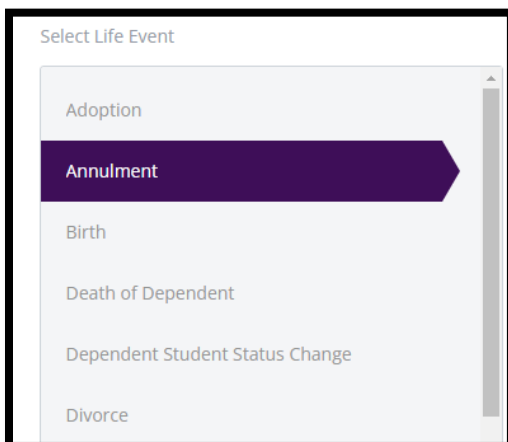 Select Life Event
Adoption
Annulment
Birth
Death of Dependent
Dependent Student Status Change
Divorce